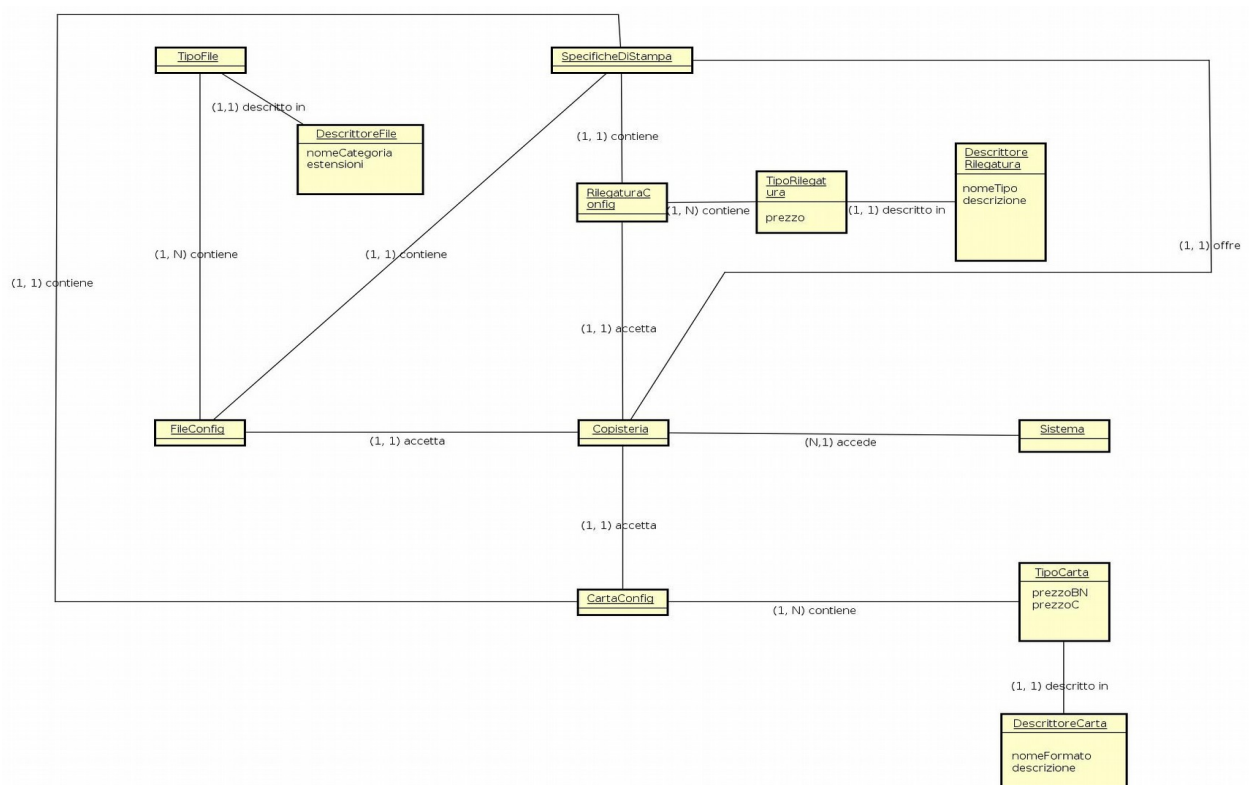 TipoFile
SpecificheDiStampa
(1,1) descritto in
DescrittoreFile
nomeCategoria
estensioni
(1, 1) contiene
Descrittore
Rilegatura
nomeTipo
descrizione
TipoRilegat
ura
prezzo
RilegaturaC
onfig
(1, N) contiene
(1, 1) descritto in
(1, N) contiene
(1, 1) contiene
(1, 1) offre
(1, 1) contiene
(1, 1) accetta
FileConfig
(1, 1) accetta
Copisteria
(N,1) accede
Sistema
(1, 1) accetta
CartaConfig
(1, N) contiene
TipoCarta
prezzoBN
prezzoC
(1, 1) descritto in
DescrittoreCarta
nomeFormato
descrizione